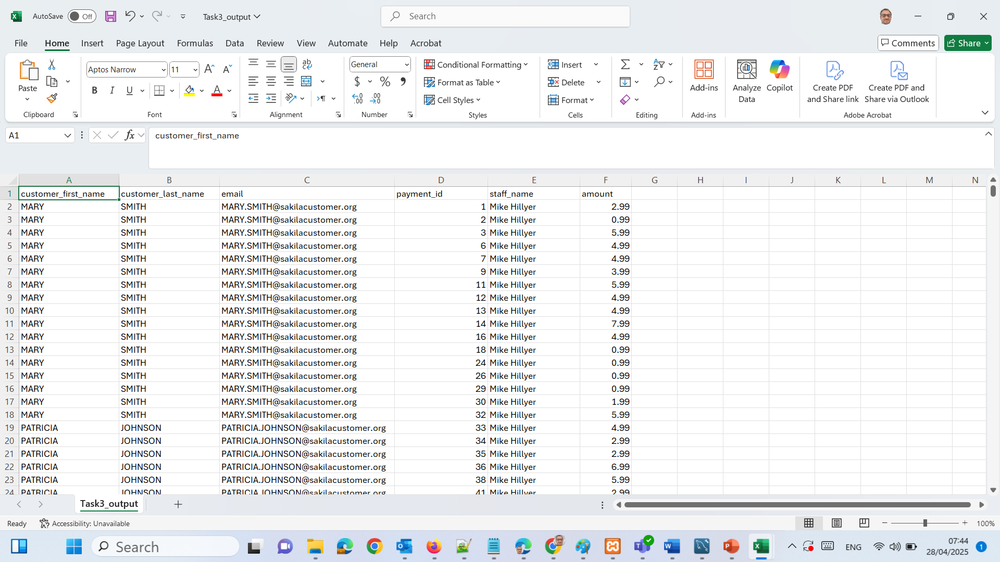 AutoSave Off Task3_output Search
File Home Insert Page Layout Formulas Data Review View Automate Help Acrobat Comments Share
Paste Clipboard
Aptos Narrow 11 B I U Font
Alignment
General $ % Number
Conditional Formatting
Format as Table
Cell Styles
Styles
Insert
Delete
Format
Cells
Editing
Add-ins
Add-ins
Analyze Data
Copilot
Create PDF and Share link
Create PDF and Share via Outlook
Adobe Acrobat
A1 fx customer_first_name
A B C D E F G H I J K L M N
1 customer_first_name customer_last_name email payment_id staff_name amount
2 MARY SMITH MARY.SMITH@sakilacustomer.org 1 Mike Hillyer 2.99
3 MARY SMITH MARY.SMITH@sakilacustomer.org 2 Mike Hillyer 0.99
4 MARY SMITH MARY.SMITH@sakilacustomer.org 3 Mike Hillyer 5.99
5 MARY SMITH MARY.SMITH@sakilacustomer.org 6 Mike Hillyer 4.99
6 MARY SMITH MARY.SMITH@sakilacustomer.org 7 Mike Hillyer 4.99
7 MARY SMITH MARY.SMITH@sakilacustomer.org 9 Mike Hillyer 3.99
8 MARY SMITH MARY.SMITH@sakilacustomer.org 11 Mike Hillyer 5.99
9 MARY SMITH MARY.SMITH@sakilacustomer.org 12 Mike Hillyer 4.99
10 MARY SMITH MARY.SMITH@sakilacustomer.org 13 Mike Hillyer 4.99
11 MARY SMITH MARY.SMITH@sakilacustomer.org 14 Mike Hillyer 7.99
12 MARY SMITH MARY.SMITH@sakilacustomer.org 16 Mike Hillyer 4.99
13 MARY SMITH MARY.SMITH@sakilacustomer.org 18 Mike Hillyer 0.99
14 MARY SMITH MARY.SMITH@sakilacustomer.org 24 Mike Hillyer 0.99
15 MARY SMITH MARY.SMITH@sakilacustomer.org 26 Mike Hillyer 0.99
16 MARY SMITH MARY.SMITH@sakilacustomer.org 29 Mike Hillyer 0.99
17 MARY SMITH MARY.SMITH@sakilacustomer.org 30 Mike Hillyer 1.99
18 MARY SMITH MARY.SMITH@sakilacustomer.org 32 Mike Hillyer 5.99
19 PATRICIA JOHNSON PATRICIA.JOHNSON@sakilacustomer.org 33 Mike Hillyer 4.99
20 PATRICIA JOHNSON PATRICIA.JOHNSON@sakilacustomer.org 34 Mike Hillyer 2.99
21 PATRICIA JOHNSON PATRICIA.JOHNSON@sakilacustomer.org 35 Mike Hillyer 2.99
22 PATRICIA JOHNSON PATRICIA.JOHNSON@sakilacustomer.org 36 Mike Hillyer 6.99
23 PATRICIA JOHNSON PATRICIA.JOHNSON@sakilacustomer.org 38 Mike Hillyer 5.99
24 PATRICIA JOHNSON PATRICIA.JOHNSON@sakilacustomer.org 41 Mike Hillyer 2.99
Task3_output
Ready Accessibility: Unavailable 100%
Search ENG 07:44
28/04/2025 1